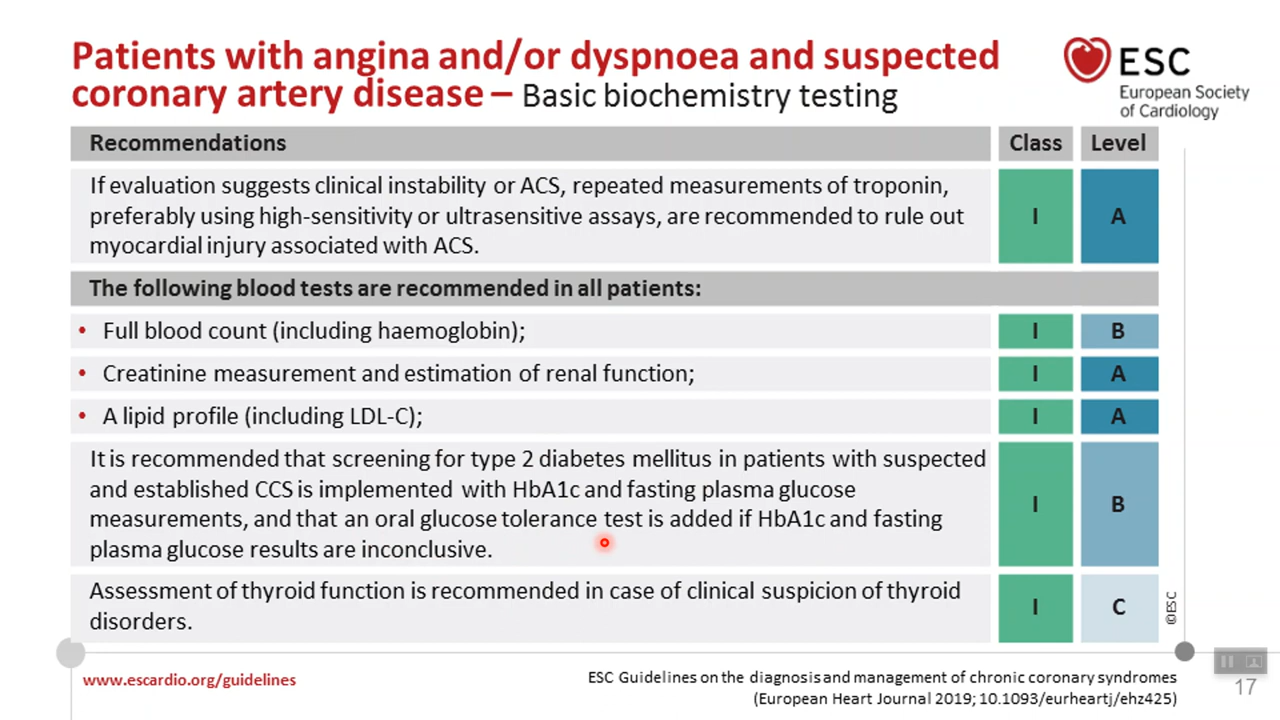 Patients with angina and/or dyspnoea and suspected
coronary artery disease – Basic biochemistry testing
ESC
European Society
of Cardiology
Recommendations Class Level
If evaluation suggests clinical instability or ACS, repeated measurements of troponin,
preferably using high-sensitivity or ultrasensitive assays, are recommended to rule out
myocardial injury associated with ACS.
I A
The following blood tests are recommended in all patients:
• Full blood count (including haemoglobin); I B
• Creatinine measurement and estimation of renal function; I A
• A lipid profile (including LDL-C); I A
It is recommended that screening for type 2 diabetes mellitus in patients with suspected
and established CCS is implemented with HbA1c and fasting plasma glucose
measurements, and that an oral glucose tolerance test is added if HbA1c and fasting
plasma glucose results are inconclusive.
I B
Assessment of thyroid function is recommended in case of clinical suspicion of thyroid
disorders.
I C
©ESC
www.escardio.org/guidelines
ESC Guidelines on the diagnosis and management of chronic coronary syndromes
(European Heart Journal 2019; 10.1093/eurheartj/ehz425)
17